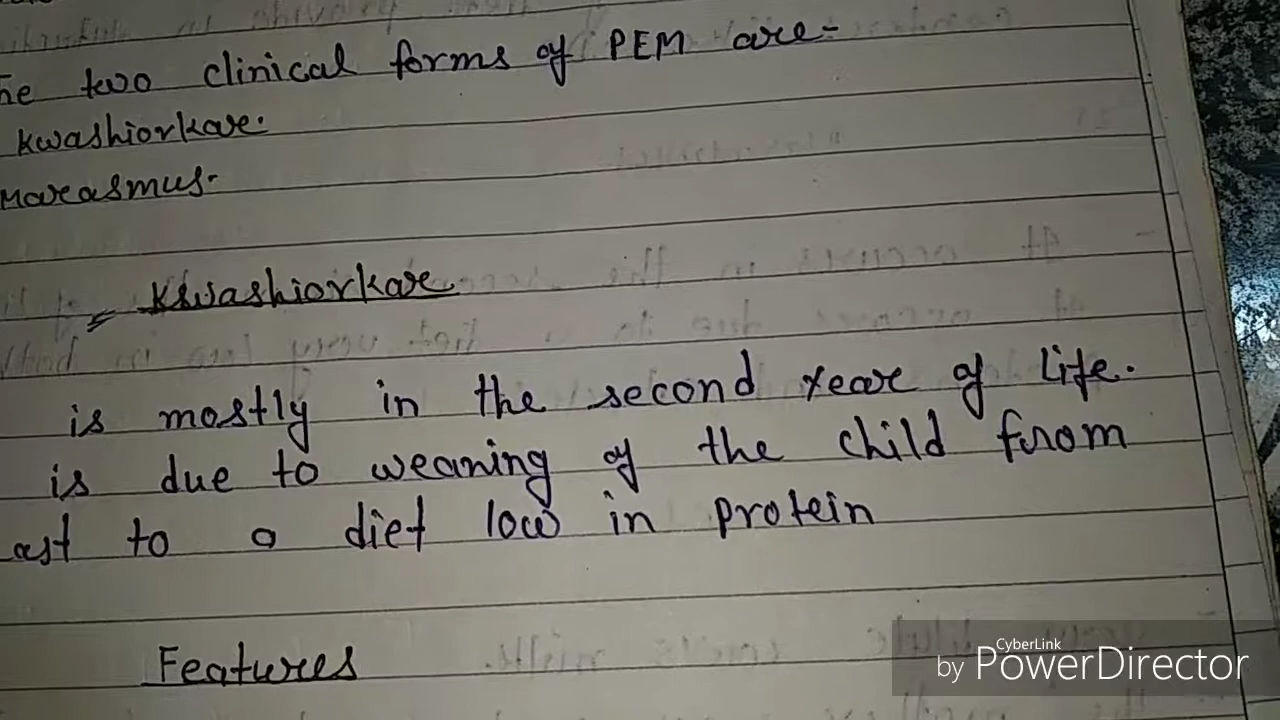 he two clinical forms of PEM are-
Kwashiorkar.
Marasmus.
Kwashiorkar
is mostly in the second year of life.
is due to weaning of the child from
ast to a diet low in protein
Features
CyberLink
by PowerDirector